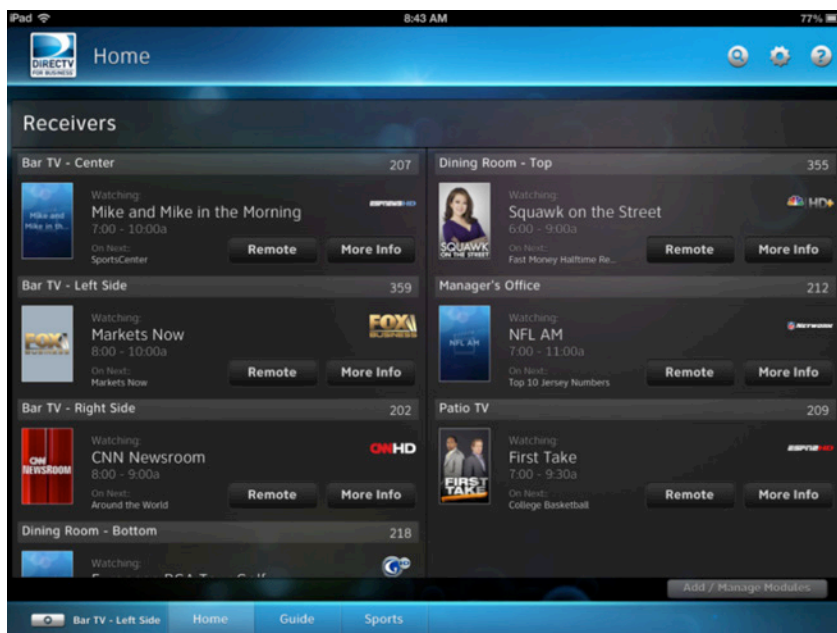 iPad
8:43 AM
77%
DIRECTV
FOR BUSINESS
Home
Receivers
Bar TV - Center
207
Mike and
Mike in th...
Watching:
Mike and Mike in the Morning
7:00 - 10:00a
ESPNEWS HD
On Next:
SportsCenter
Remote
More Info
Bar TV - Left Side
359
FOX
Watching:
Markets Now
8:00 - 10:00a
FOX
BUSINESS
On Next:
Markets Now
Remote
More Info
Bar TV - Right Side
202
CNN
NEWSROOM
Watching:
CNN Newsroom
8:00 - 9:00a
CNN HD
On Next:
Around the World
Remote
More Info
Dining Room - Bottom
218
Watching:
Dining Room - Top
355
SQUAWK
ON THE STREET
Watching:
Squawk on the Street
6:00 - 9:00a
HD+
On Next:
Fast Money Halftime Re...
Remote
More Info
Manager's Office
212
NFL AM
Watching:
NFL AM
7:00 - 11:00a
NETWORK
On Next:
Top 10 Jersey Numbers
Remote
More Info
Patio TV
209
FIRST
TAKE
Watching:
First Take
7:00 - 9:30a
ESPN2 HD
On Next:
College Basketball
Remote
More Info
Add / Manage Modules
Bar TV - Left Side
Home
Guide
Sports